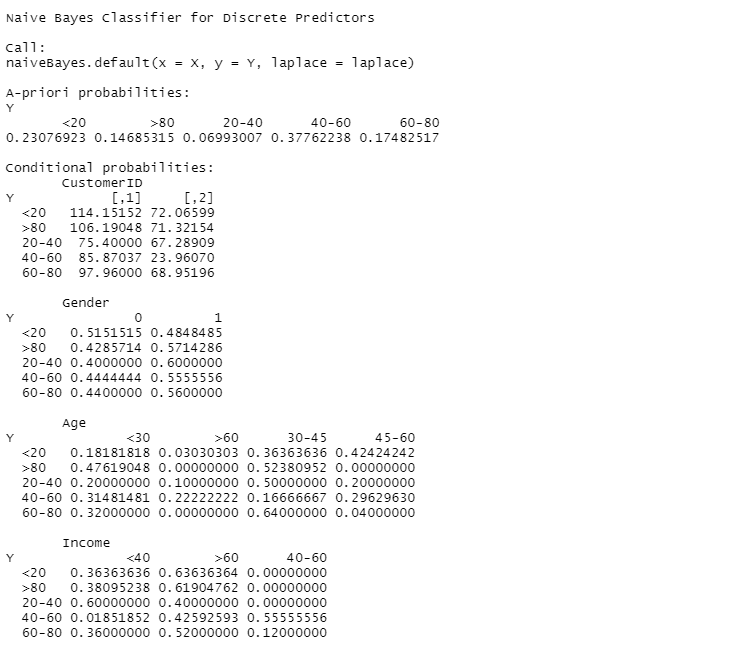 Naive Bayes Classifier for Discrete Predictors
Call:
naiveBayes.default(x = X, y = Y, laplace = laplace)
A-priori probabilities:
Y
<20 >80 20-40 40-60 60-80
0.23076923 0.14685315 0.06993007 0.37762238 0.17482517
Conditional probabilities:
CustomerID
Y [,1] [,2]
<20 114.15152 72.06599
>80 106.19048 71.32154
20-40 75.40000 67.28909
40-60 85.87037 23.96070
60-80 97.96000 68.95196
Gender
Y 0 1
<20 0.5151515 0.4848485
>80 0.4285714 0.5714286
20-40 0.4000000 0.6000000
40-60 0.4444444 0.5555556
60-80 0.4400000 0.5600000
Age
Y <30 >60 30-45 45-60
<20 0.18181818 0.03030303 0.36363636 0.42424242
>80 0.47619048 0.00000000 0.52380952 0.00000000
20-40 0.20000000 0.10000000 0.50000000 0.20000000
40-60 0.31481481 0.22222222 0.16666667 0.29629630
60-80 0.32000000 0.00000000 0.64000000 0.04000000
Income
Y <40 >60 40-60
<20 0.36363636 0.63636364 0.00000000
>80 0.38095238 0.61904762 0.00000000
20-40 0.60000000 0.40000000 0.00000000
40-60 0.01851852 0.42592593 0.55555556
60-80 0.36000000 0.52000000 0.12000000